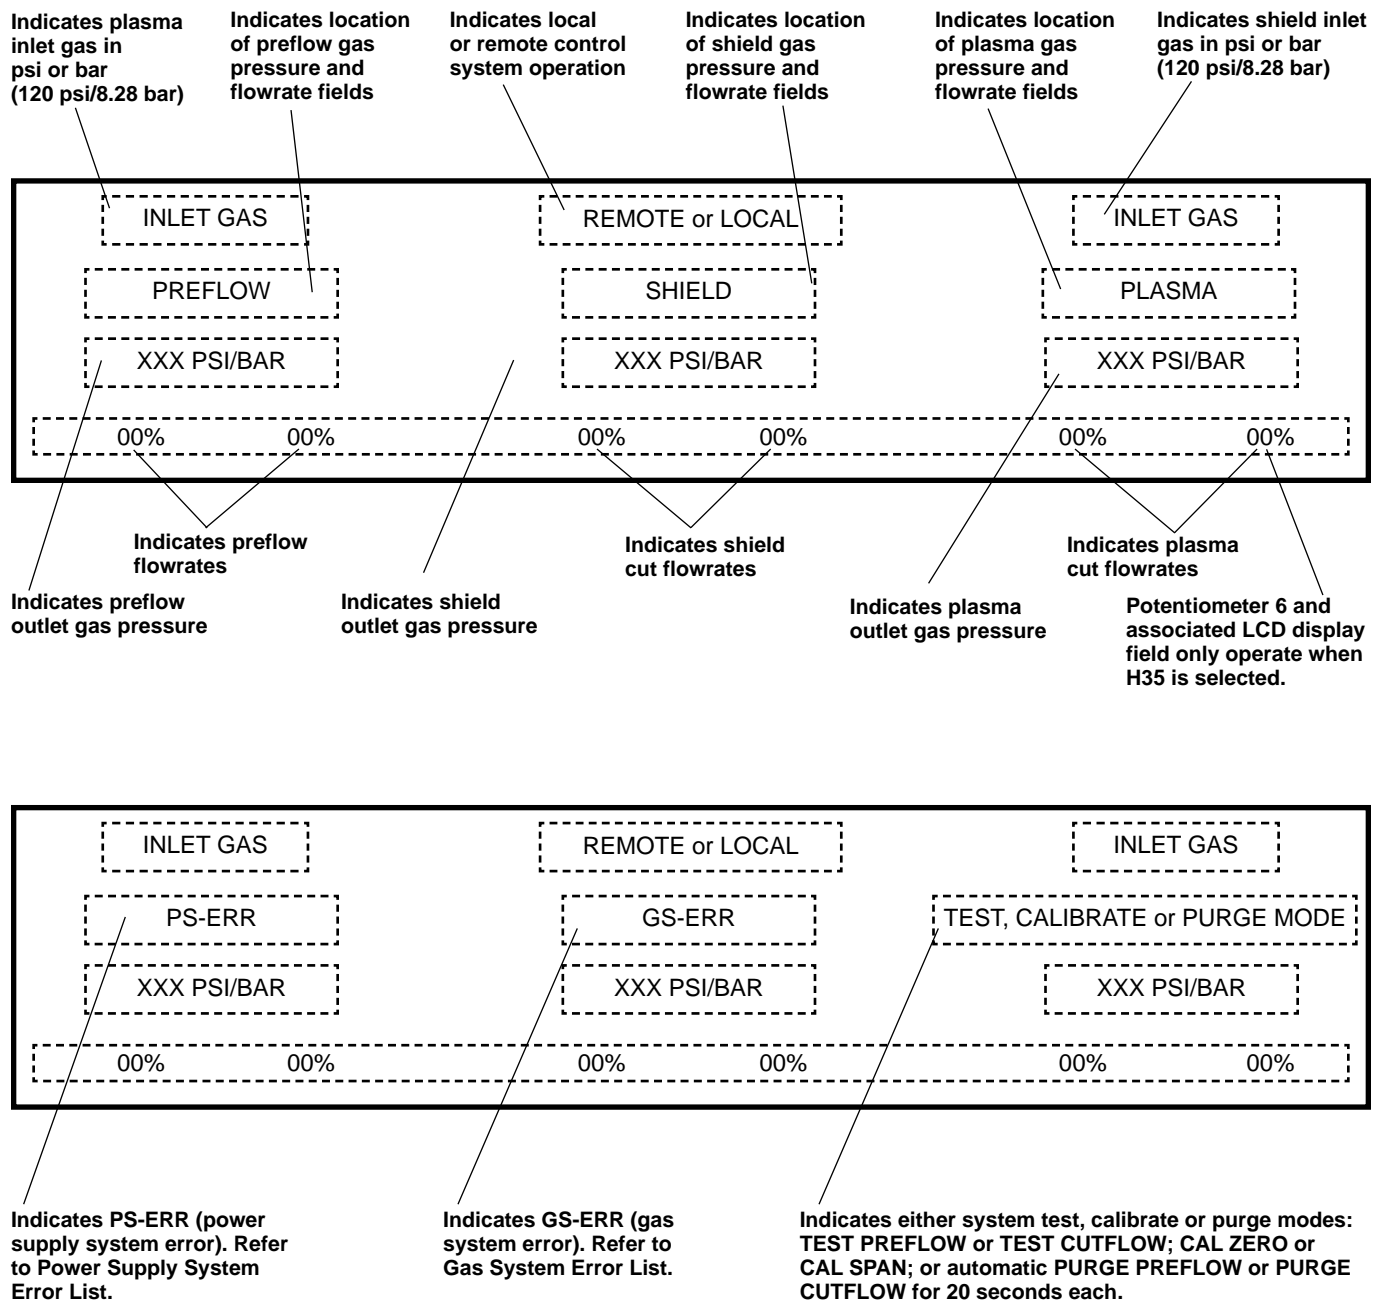 Indicates plasma
inlet gas in
psi or bar
(120 psi/8.28 bar)
Indicates location
of preflow gas
pressure and
flowrate fields
Indicates local
or remote control
system operation
Indicates location
of shield gas
pressure and
flowrate fields
Indicates location
of plasma gas
pressure and
flowrate fields
Indicates shield inlet
gas in psi or bar
(120 psi/8.28 bar)
INLET GAS
REMOTE or LOCAL
INLET GAS
PREFLOW
SHIELD
PLASMA
XXX PSI/BAR
XXX PSI/BAR
XXX PSI/BAR
00%
00%
00%
00%
00%
00%
Indicates preflow
flowrates
Indicates shield
cut flowrates
Indicates plasma
cut flowrates
Indicates preflow
outlet gas pressure
Indicates shield
outlet gas pressure
Indicates plasma
outlet gas pressure
Potentiometer 6 and
associated LCD display
field only operate when
H35 is selected.
INLET GAS
REMOTE or LOCAL
INLET GAS
PS-ERR
GS-ERR
TEST, CALIBRATE or PURGE MODE
XXX PSI/BAR
XXX PSI/BAR
XXX PSI/BAR
00%
00%
00%
00%
00%
00%
Indicates PS-ERR (power
supply system error). Refer
to Power Supply System
Error List.
Indicates GS-ERR (gas
system error). Refer to
Gas System Error List.
Indicates either system test, calibrate or purge modes:
TEST PREFLOW or TEST CUTFLOW; CAL ZERO or
CAL SPAN; or automatic PURGE PREFLOW or PURGE
CUTFLOW for 20 seconds each.